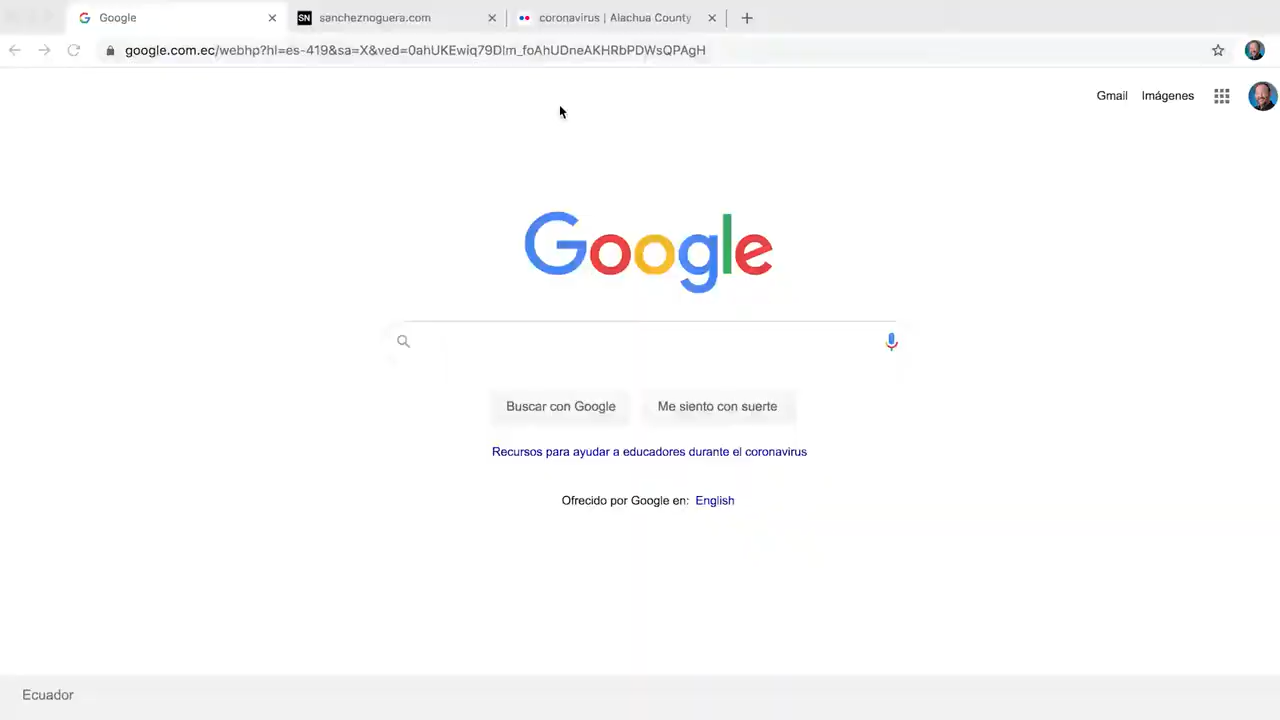 Google
SN sancheznoguera.com
coronavirus | Alachua County
google.com.ec/webhp?hl=es-419&sa=X&ved=0ahUKEwiq79Dlm_foAhUDneAKHRbPDWsQPAgH
Gmail Imágenes
Google
Buscar con Google Me siento con suerte
Recursos para ayudar a educadores durante el coronavirus
Ofrecido por Google en: English
Ecuador